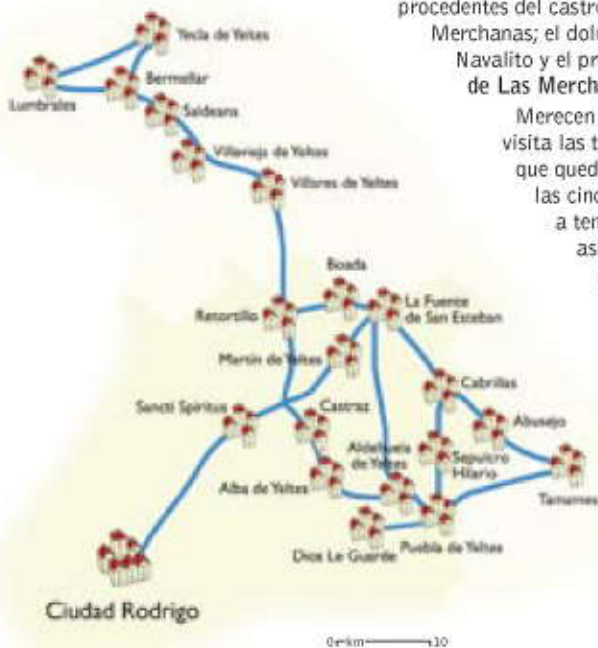 procedentes del castro
Merchanas; el dol
Navalito y el pr
de Las Merch
Merecen
visita las t
que qued
las cinc
a ten
as
Yecla de Yeltes
Lumbrales
Bermellar
Saldeana
Villavieja de Yeltes
Villares de Yeltes
Boada
Retortillo
La Fuente
de San Esteban
Martín de Yeltes
Cabrillas
Sancti Spiritus
Castraz
Abusejo
Aldehuela
de Yeltes
Sepulcro
Hilario
Alba de Yeltes
Tamames
Dios Le Guarde
Puebla de Yeltes
Ciudad Rodrigo
0 km 10